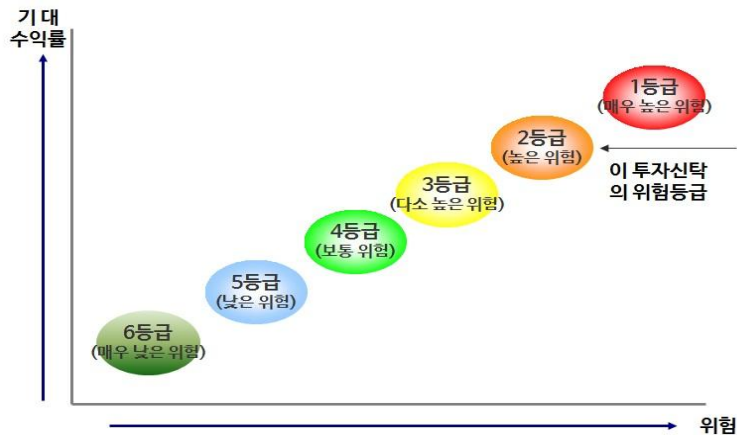 기 대
수익률
1등급
(매우 높은 위험)
2등급
(높은 위험)
이 투자신탁
의 위험등급
3등급
(다소 높은 위험)
4등급
(보통 위험)
5등급
(낮은 위험)
6등급
(매우 낮은 위험)
위험